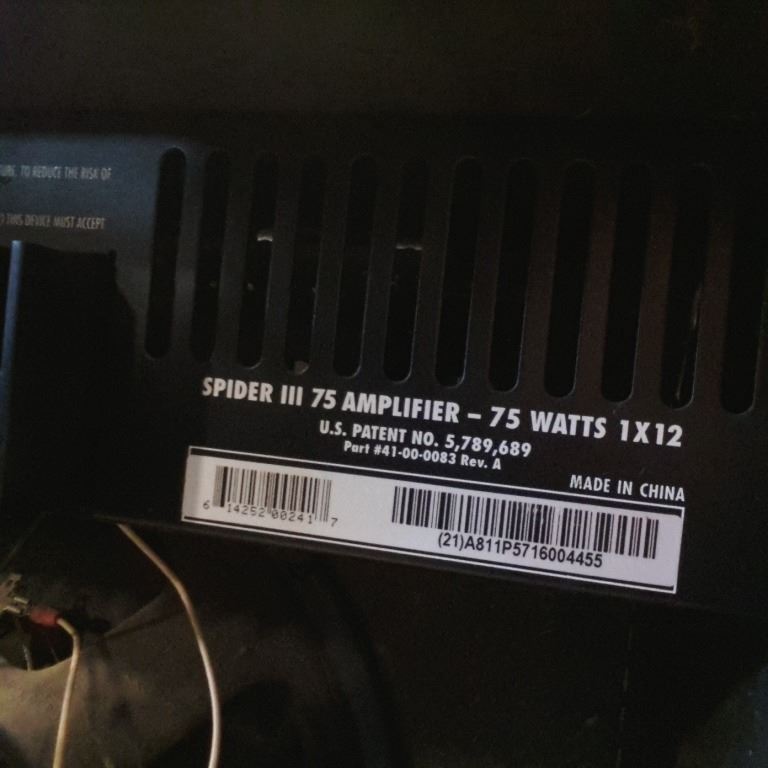 TO REDUCE THE RISK OF
THIS DEVICE MUST ACCEPT
SPIDER III 75 AMPLIFIER – 75 WATTS 1X12
U.S. PATENT NO. 5,789,689
Part #41-00-0083 Rev. A
MADE IN CHINA
6 14252 00241 7
(21)A811P5716004455